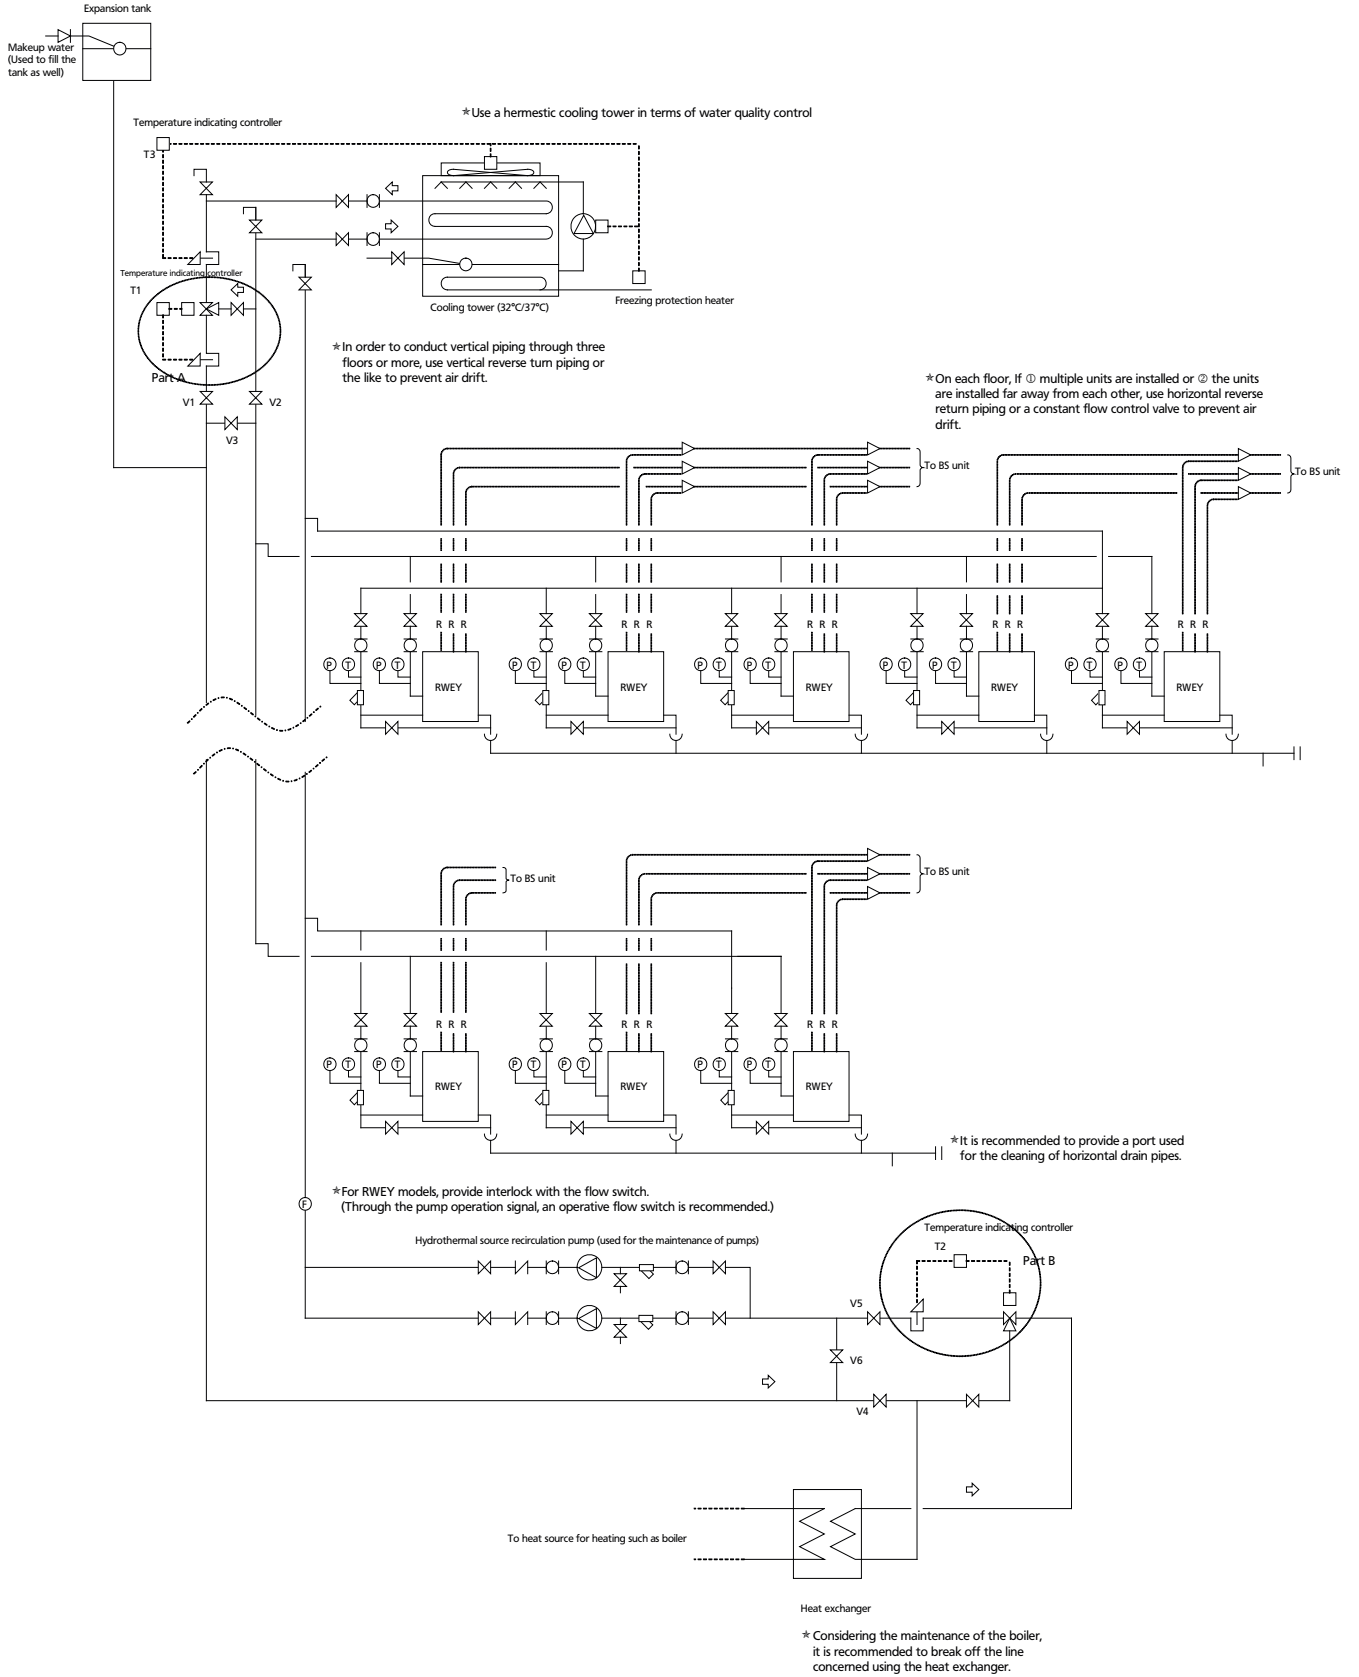 Expansion tank
Makeup water
(Used to fill the
tank as well)
✭Use a hermestic cooling tower in terms of water quality control
Temperature indicating controller
T3
Temperature indicating controller
T1
Freezing protection heater
Cooling tower (32°C/37°C)
✭In order to conduct vertical piping through three
floors or more, use vertical reverse turn piping or
the like to prevent air drift.
Part A
✭On each floor, If ① multiple units are installed or ② the units
are installed far away from each other, use horizontal reverse
return piping or a constant flow control valve to prevent air
drift.
V1
V2
V3
To BS unit
To BS unit
R R R
R R R
R R R
R R R
R R R
P T P T
P T P T
P T P T
P T P T
P T P T
RWEY
RWEY
RWEY
RWEY
RWEY
To BS unit
To BS unit
R R R
R R R
R R R
P T P T
P T P T
P T P T
RWEY
RWEY
RWEY
✭It is recommended to provide a port used
for the cleaning of horizontal drain pipes.
✭For RWEY models, provide interlock with the flow switch.
(Through the pump operation signal, an operative flow switch is recommended.)
F
Hydrothermal source recirculation pump (used for the maintenance of pumps)
Temperature indicating controller
T2
Part B
V5
V6
V4
To heat source for heating such as boiler
Heat exchanger
✭Considering the maintenance of the boiler,
it is recommended to break off the line
concerned using the heat exchanger.